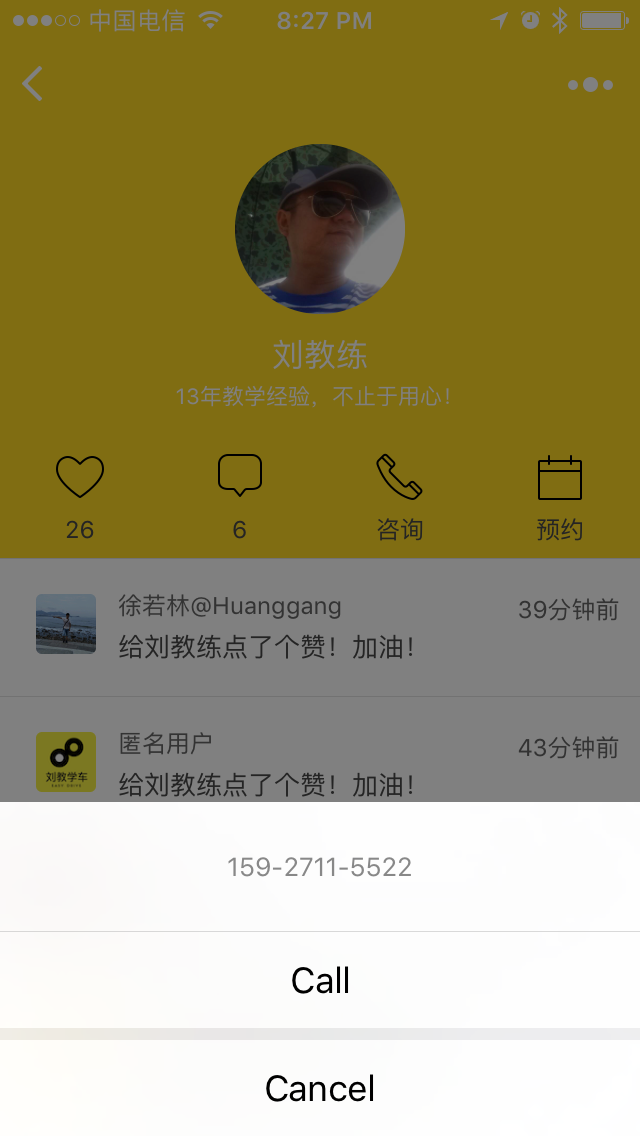 中国电信 8:27 PM
刘教练
13年教学经验，不止于用心！
26
6
咨询
预约
徐若林@Huanggang
39分钟前
给刘教练点了个赞！加油！
匿名用户
43分钟前
刘教学车
EASY DRIVE
给刘教练点了个赞！加油！
159-2711-5522
Call
Cancel